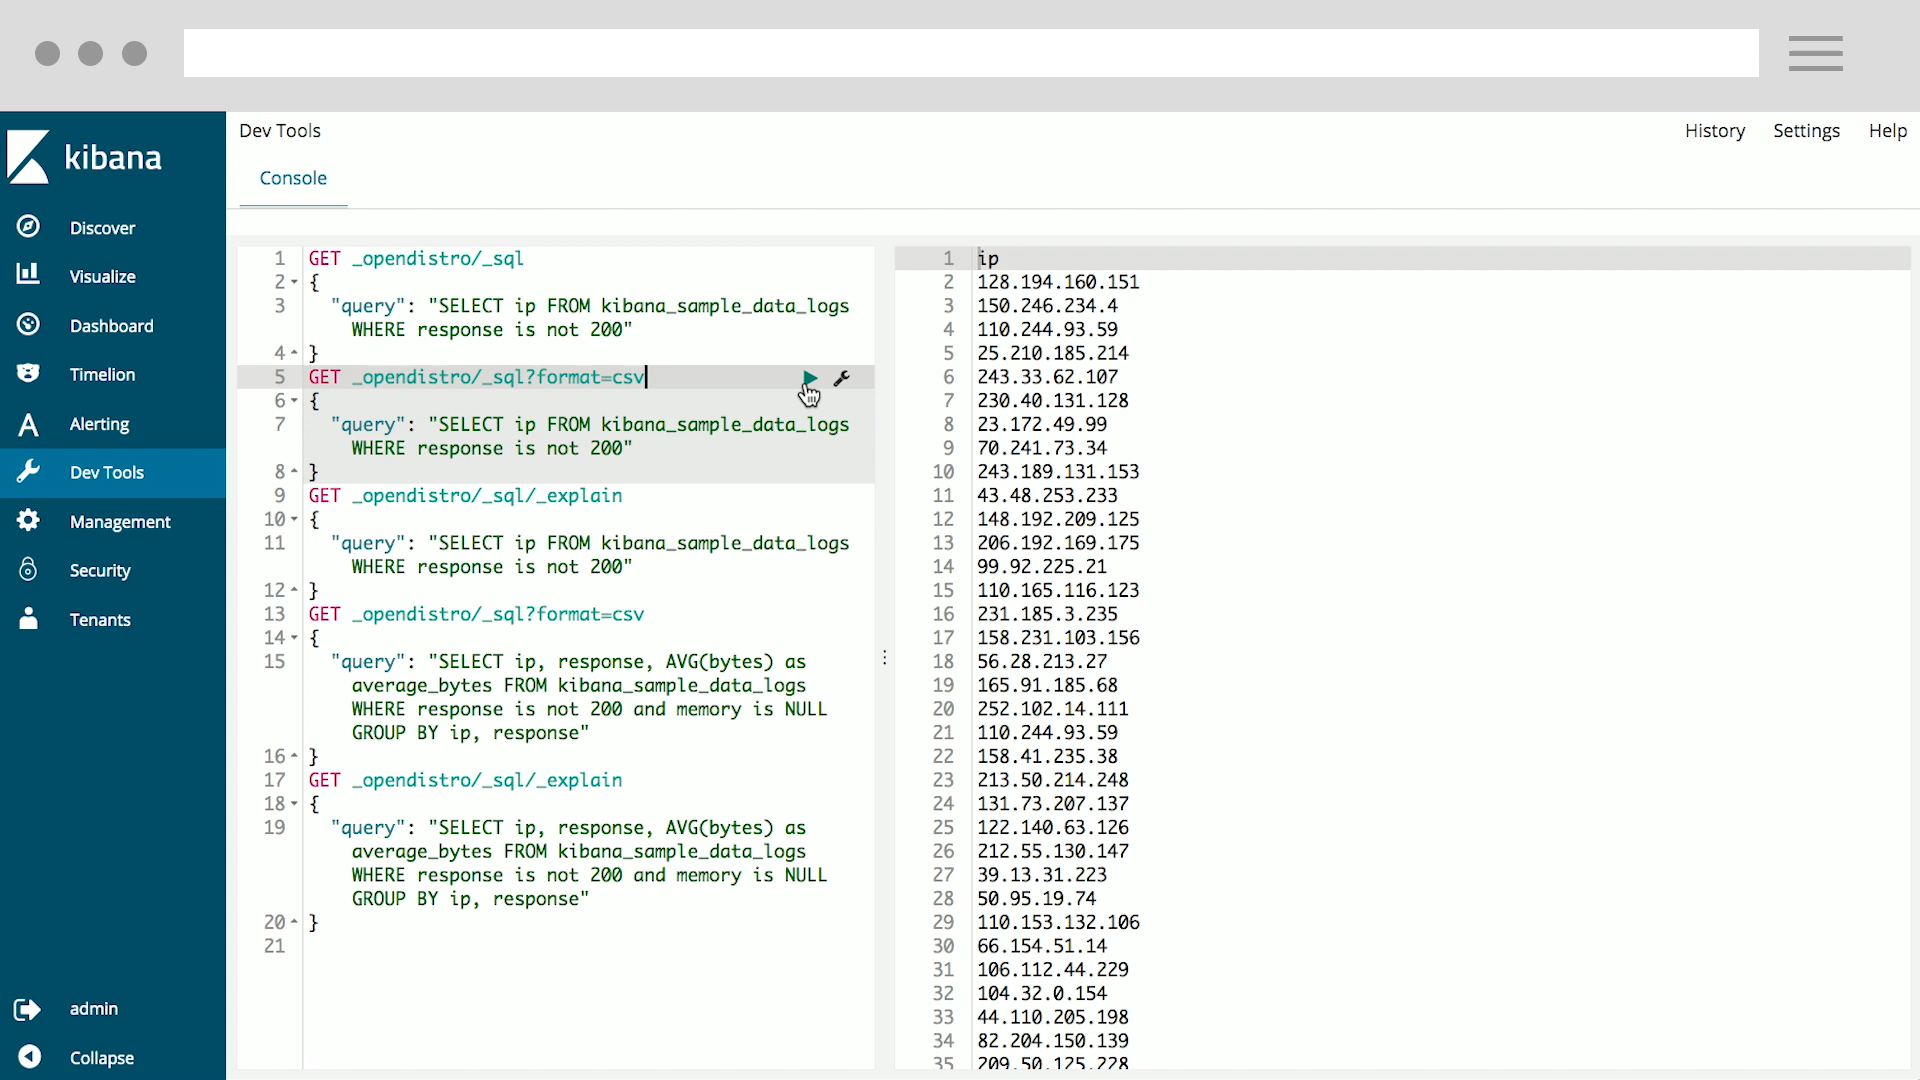 kibana
Discover
Visualize
Dashboard
Timelion
Alerting
Dev Tools
Management
Security
Tenants
admin
Collapse
Dev Tools
History Settings Help
Console
1 GET _opendistro/_sql
2 {
3 "query": "SELECT ip FROM kibana_sample_data_logs
WHERE response is not 200"
4 }
5 GET _opendistro/_sql?format=csv
6 {
7 "query": "SELECT ip FROM kibana_sample_data_logs
WHERE response is not 200"
8 }
9 GET _opendistro/_sql/_explain
10 {
11 "query": "SELECT ip FROM kibana_sample_data_logs
WHERE response is not 200"
12 }
13 GET _opendistro/_sql?format=csv
14 {
15 "query": "SELECT ip, response, AVG(bytes) as
average_bytes FROM kibana_sample_data_logs
WHERE response is not 200 and memory is NULL
GROUP BY ip, response"
16 }
17 GET _opendistro/_sql/_explain
18 {
19 "query": "SELECT ip, response, AVG(bytes) as
average_bytes FROM kibana_sample_data_logs
WHERE response is not 200 and memory is NULL
GROUP BY ip, response"
20 }
21
1 ip
2 128.194.160.151
3 150.246.234.4
4 110.244.93.59
5 25.210.185.214
6 243.33.62.107
7 230.40.131.128
8 23.172.49.99
9 70.241.73.34
10 243.189.131.153
11 43.48.253.233
12 148.192.209.125
13 206.192.169.175
14 99.92.225.21
15 110.165.116.123
16 231.185.3.235
17 158.231.103.156
18 56.28.213.27
19 165.91.185.68
20 252.102.14.111
21 110.244.93.59
22 158.41.235.38
23 213.50.214.248
24 131.73.207.137
25 122.140.63.126
26 212.55.130.147
27 39.13.31.223
28 50.95.19.74
29 110.153.132.106
30 66.154.51.14
31 106.112.44.229
32 104.32.0.154
33 44.110.205.198
34 82.204.150.139
35 209.50.125.228